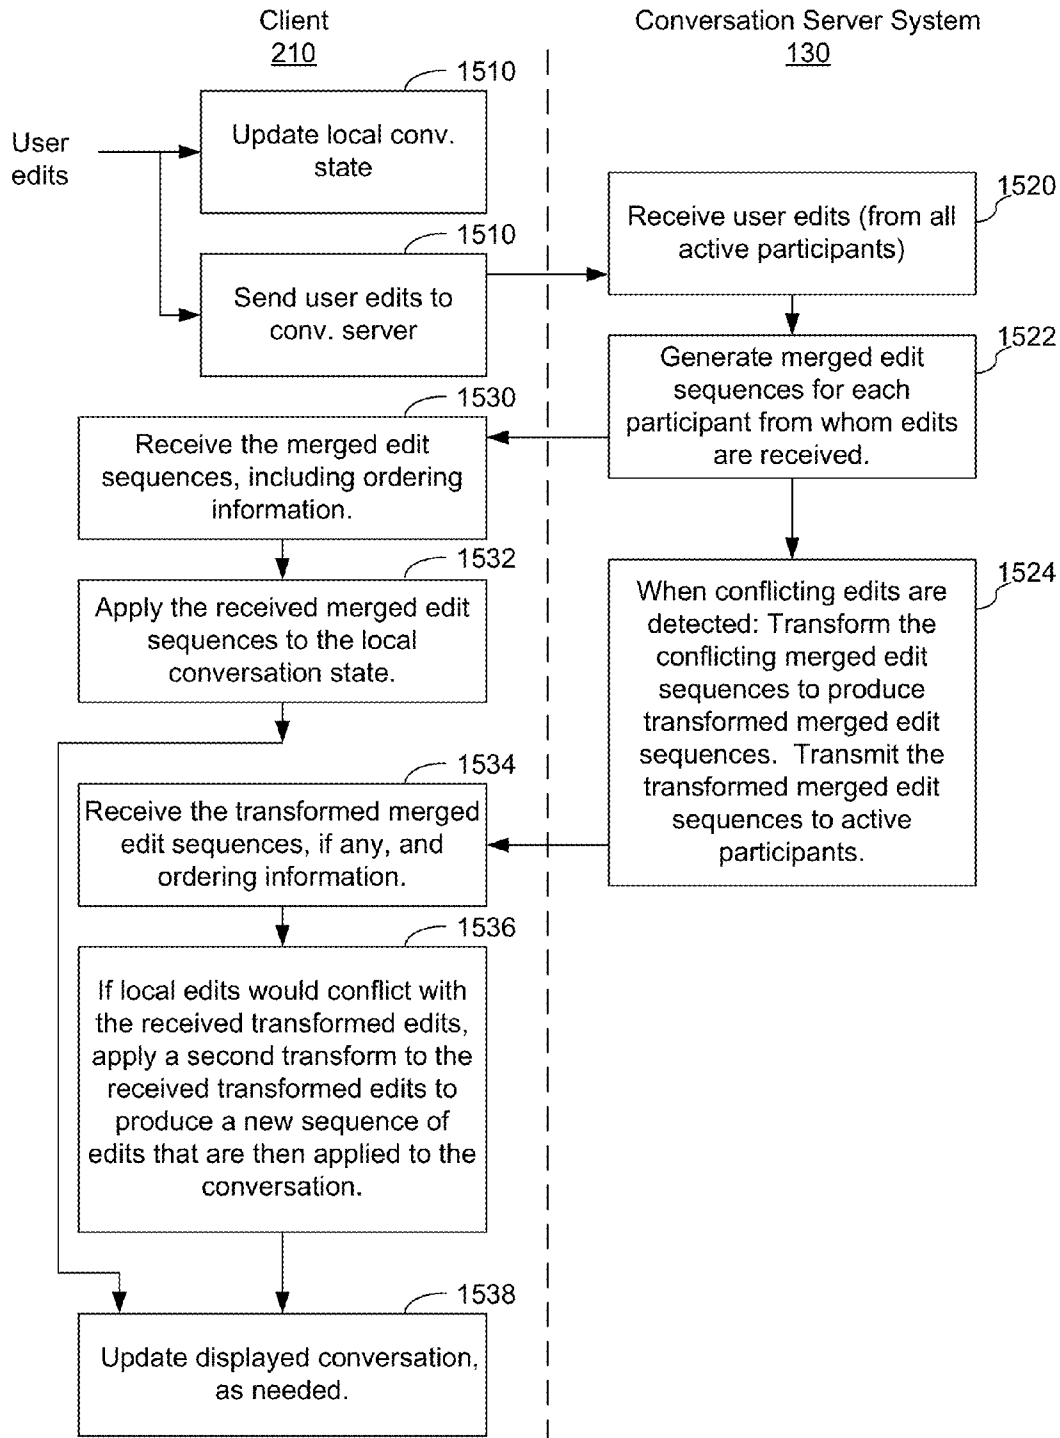 Client
210
Conversation Server System
130
User
edits
1510
Update local conv.
state
1510
Send user edits to
conv. server
1520
Receive user edits (from all
active participants)
1522
Generate merged edit
sequences for each
participant from whom edits
are received.
1530
Receive the merged edit
sequences, including ordering
information.
1532
Apply the received merged edit
sequences to the local
conversation state.
1524
When conflicting edits are
detected: Transform the
conflicting merged edit
sequences to produce
transformed merged edit
sequences. Transmit the
transformed merged edit
sequences to active
participants.
1534
Receive the transformed merged
edit sequences, if any, and
ordering information.
1536
If local edits would conflict with
the received transformed edits,
apply a second transform to the
received transformed edits to
produce a new sequence of
edits that are then applied to the
conversation.
1538
Update displayed conversation,
as needed.